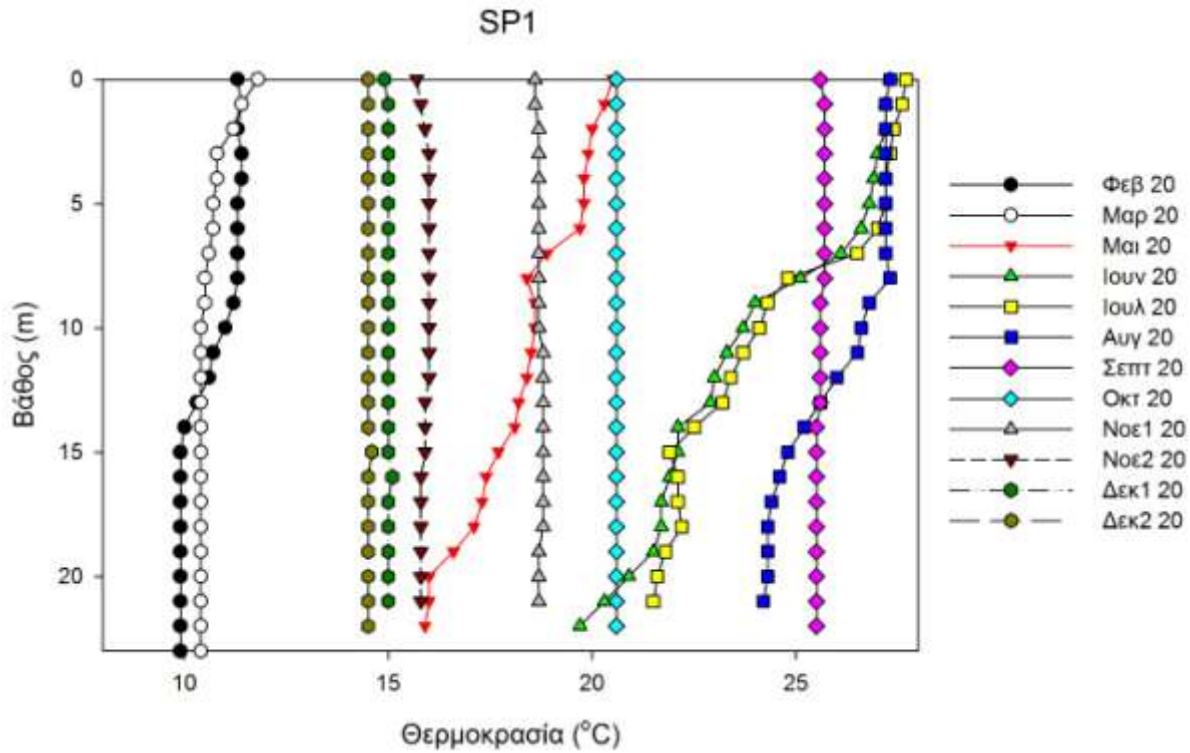 SP1
Βάθος (m)
0
5
10
15
20
10 15 20 25
Θερμοκρασία (°C)
Φεβ 20
Μαρ 20
Μαι 20
Ιουν 20
Ιουλ 20
Αυγ 20
Σεπτ 20
Οκτ 20
Νοε1 20
Νοε2 20
Δεκ1 20
Δεκ2 20